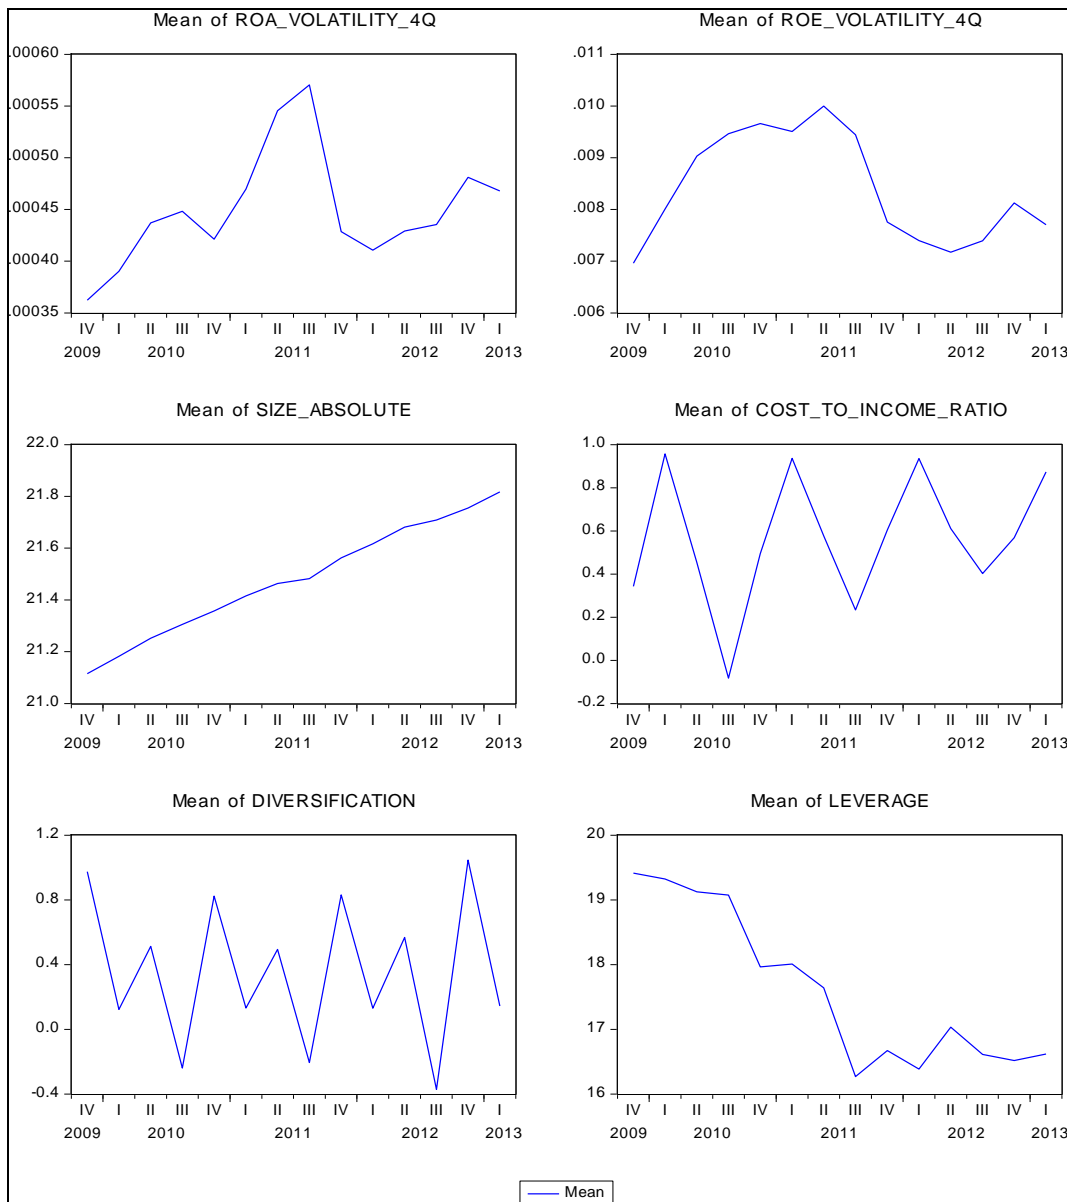 Mean of ROA_VOLATILITY_4Q
.00060
.00055
.00050
.00045
.00040
.00035
IV I II III IV I II III IV I II III IV I
2009 2010 2011 2012 2013
Mean of ROE_VOLATILITY_4Q
.011
.010
.009
.008
.007
.006
IV I II III IV I II III IV I II III IV I
2009 2010 2011 2012 2013
Mean of SIZE_ABSOLUTE
22.0
21.8
21.6
21.4
21.2
21.0
IV I II III IV I II III IV I II III IV I
2009 2010 2011 2012 2013
Mean of COST_TO_INCOME_RATIO
1.0
0.8
0.6
0.4
0.2
0.0
-0.2
IV I II III IV I II III IV I II III IV I
2009 2010 2011 2012 2013
Mean of DIVERSIFICATION
1.2
0.8
0.4
0.0
-0.4
IV I II III IV I II III IV I II III IV I
2009 2010 2011 2012 2013
Mean of LEVERAGE
20
19
18
17
16
IV I II III IV I II III IV I II III IV I
2009 2010 2011 2012 2013
Mean